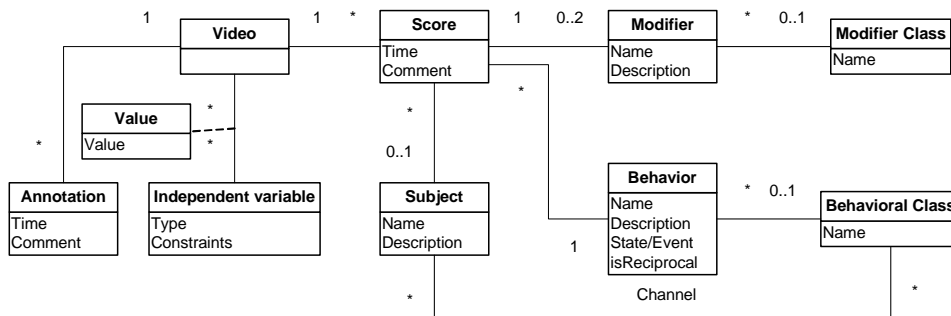 1 1 * 1 0..2 * 0..1
Video
Score
Time
Comment
Modifier
Name
Description
Modifier Class
Name
Value
Value
*
*
*
*
*
0..1
Annotation
Time
Comment
Independent variable
Type
Constraints
Subject
Name
Description
Behavior
Name
Description
State/Event
isReciprocal
* 0..1
Behavioral Class
Name
1
Channel
*
*